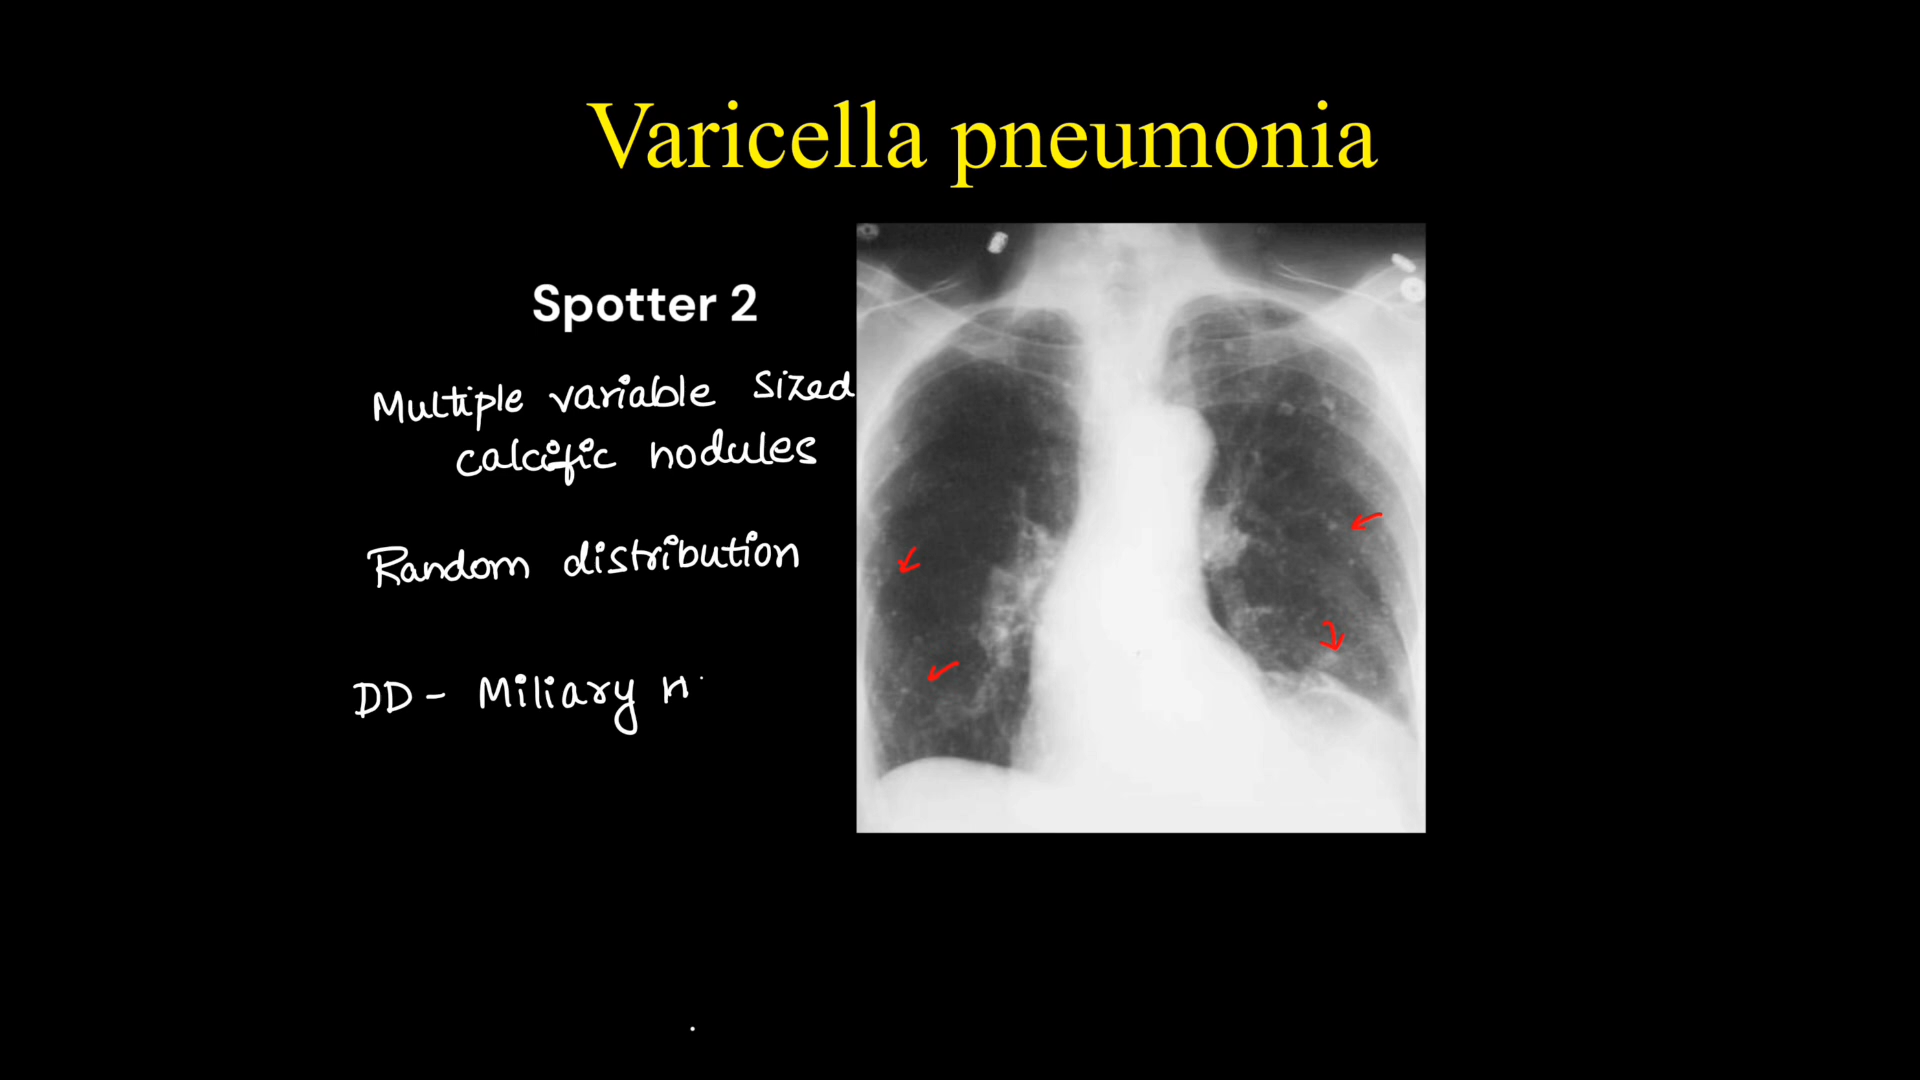 Varicella pneumonia
Spotter 2
Multiple variable sized
calcific nodules
Random distribution
DD - Miliary